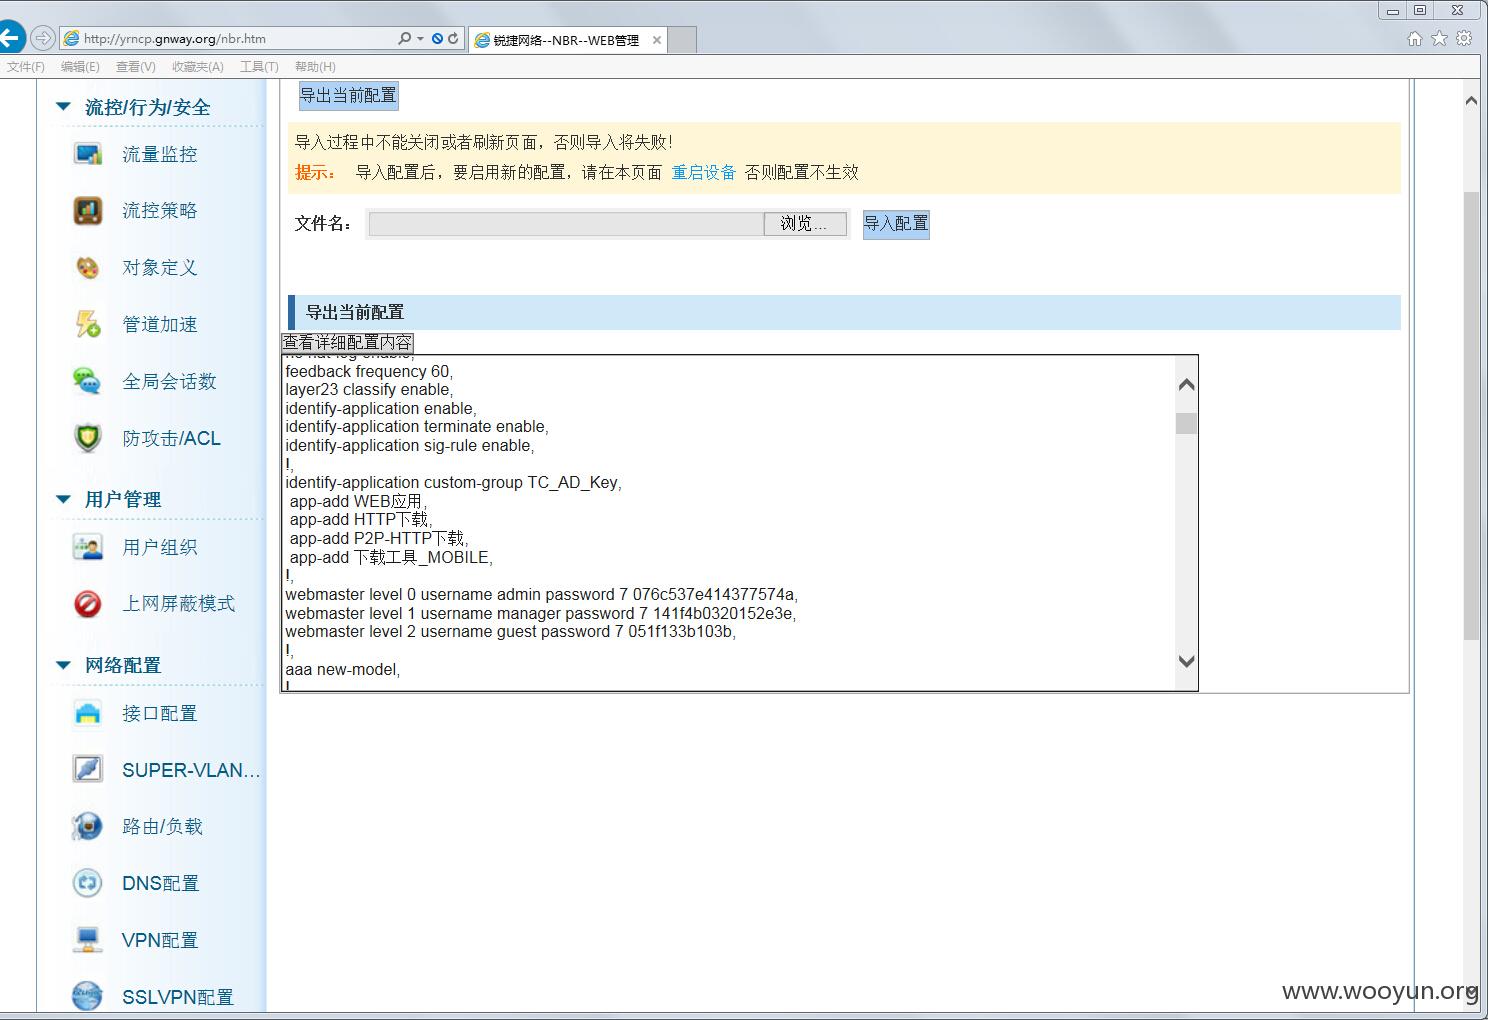 http://yrncp.gnway.org/nbr.htm
锐捷网络--NBR--WEB管理
文件(F) 编辑(E) 查看(V) 收藏夹(A) 工具(T) 帮助(H)
流控/行为/安全
流量监控
流控策略
对象定义
管道加速
全局会话数
防攻击/ACL
用户管理
用户组织
上网屏蔽模式
网络配置
接口配置
SUPER-VLAN...
路由/负载
DNS配置
VPN配置
SSLVPN配置
导出当前配置
导入过程中不能关闭或者刷新页面，否则导入将失败！
提示： 导入配置后，要启用新的配置，请在本页面 重启设备 否则配置不生效
文件名： 浏览... 导入配置
导出当前配置
查看详细配置内容
no nat-log enable,
feedback frequency 60,
layer23 classify enable,
identify-application enable,
identify-application terminate enable,
identify-application sig-rule enable,
!,
identify-application custom-group TC_AD_Key,
app-add WEB应用,
app-add HTTP下载,
app-add P2P-HTTP下载,
app-add 下载工具_MOBILE,
!,
webmaster level 0 username admin password 7 076c537e414377574a,
webmaster level 1 username manager password 7 141f4b0320152e3e,
webmaster level 2 username guest password 7 051f133b103b,
!,
aaa new-model,
!
www.wooyun.org